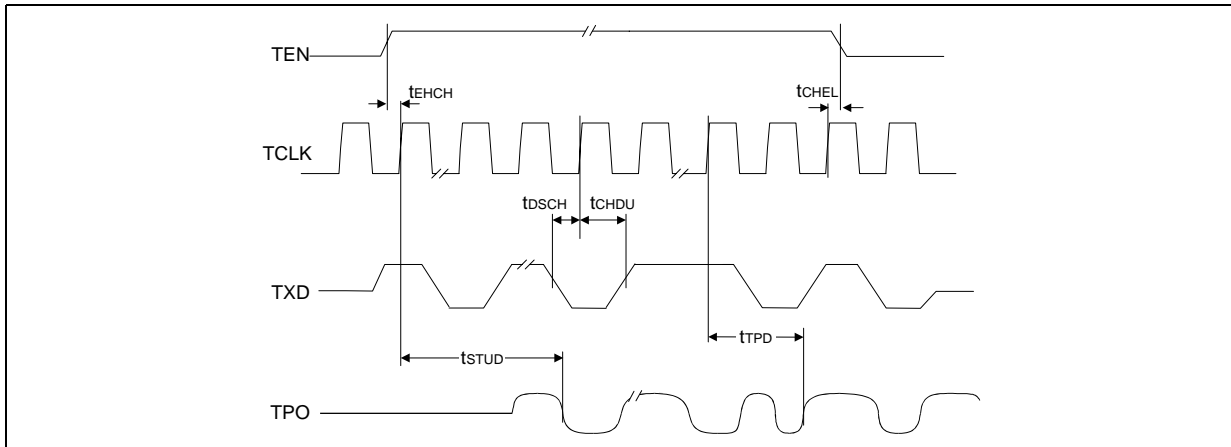 TEN
tEHCH
tCHEL
TCLK
tDSCH
tCHDU
TXD
tSTUD
tTPD
TPO